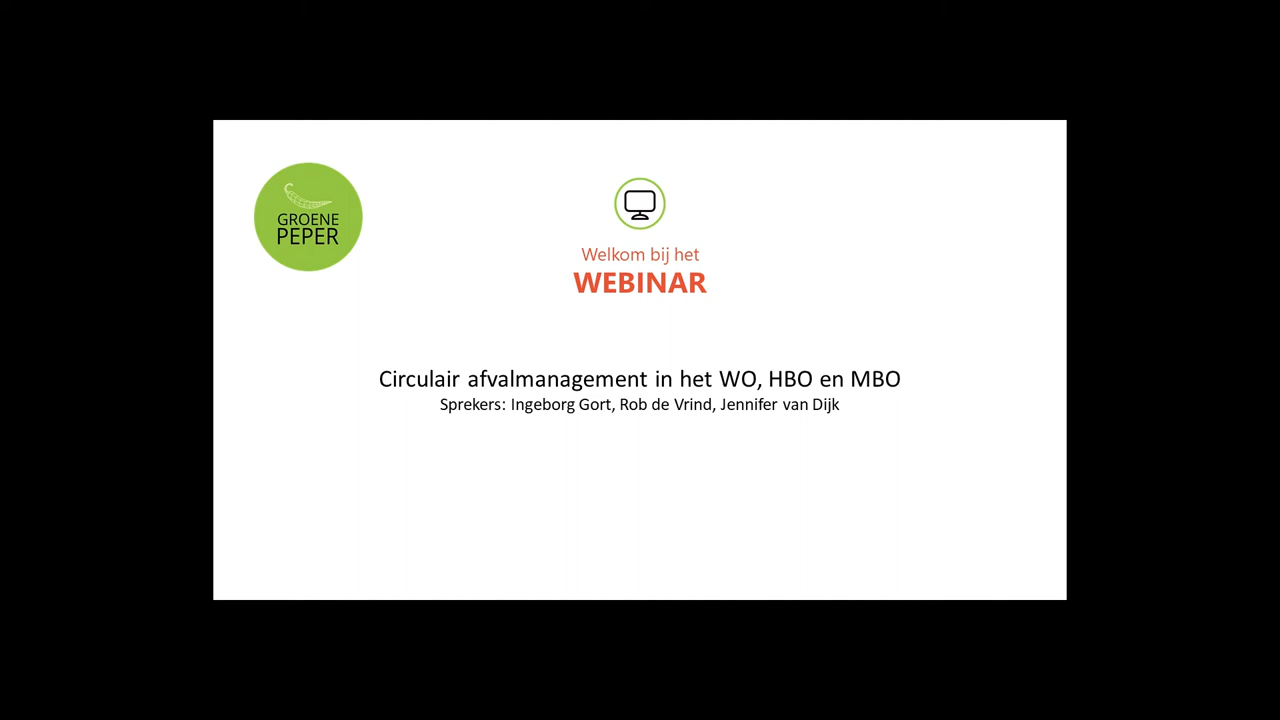 GROENE
PEPER
Welkom bij het
WEBINAR
Circulair afvalmanagement in het WO, HBO en MBO
Sprekers: Ingeborg Gort, Rob de Vrind, Jennifer van Dijk